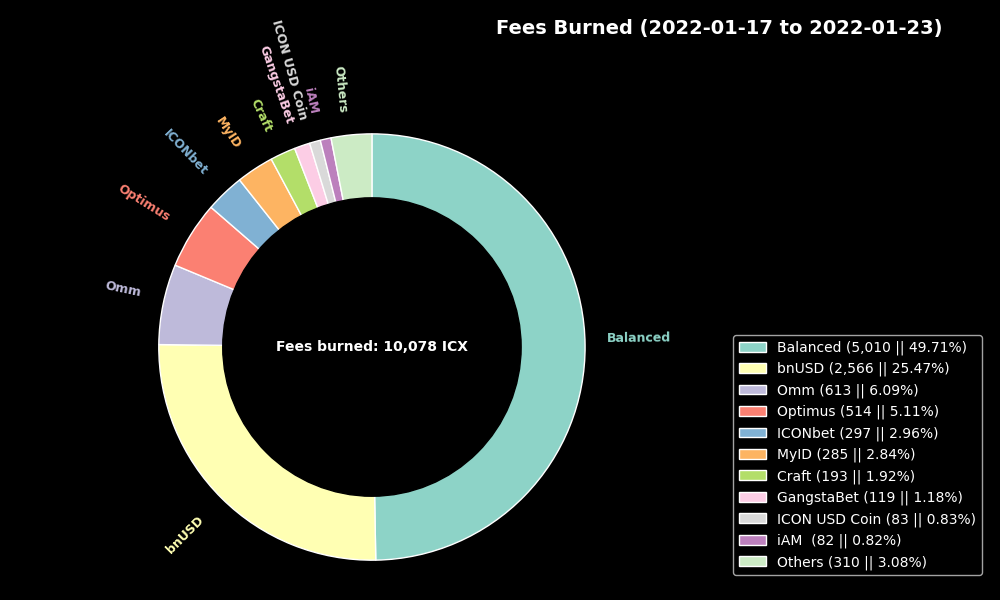 Fees Burned (2022-01-17 to 2022-01-23)
ICON USD Coin
GangstaBet
iAM
Others
Craft
MyID
ICONbet
Optimus
Omm
Balanced
bnUSD
Fees burned: 10,078 ICX
Balanced (5,010 || 49.71%)
bnUSD (2,566 || 25.47%)
Omm (613 || 6.09%)
Optimus (514 || 5.11%)
ICONbet (297 || 2.96%)
MyID (285 || 2.84%)
Craft (193 || 1.92%)
GangstaBet (119 || 1.18%)
ICON USD Coin (83 || 0.83%)
iAM  (82 || 0.82%)
Others (310 || 3.08%)